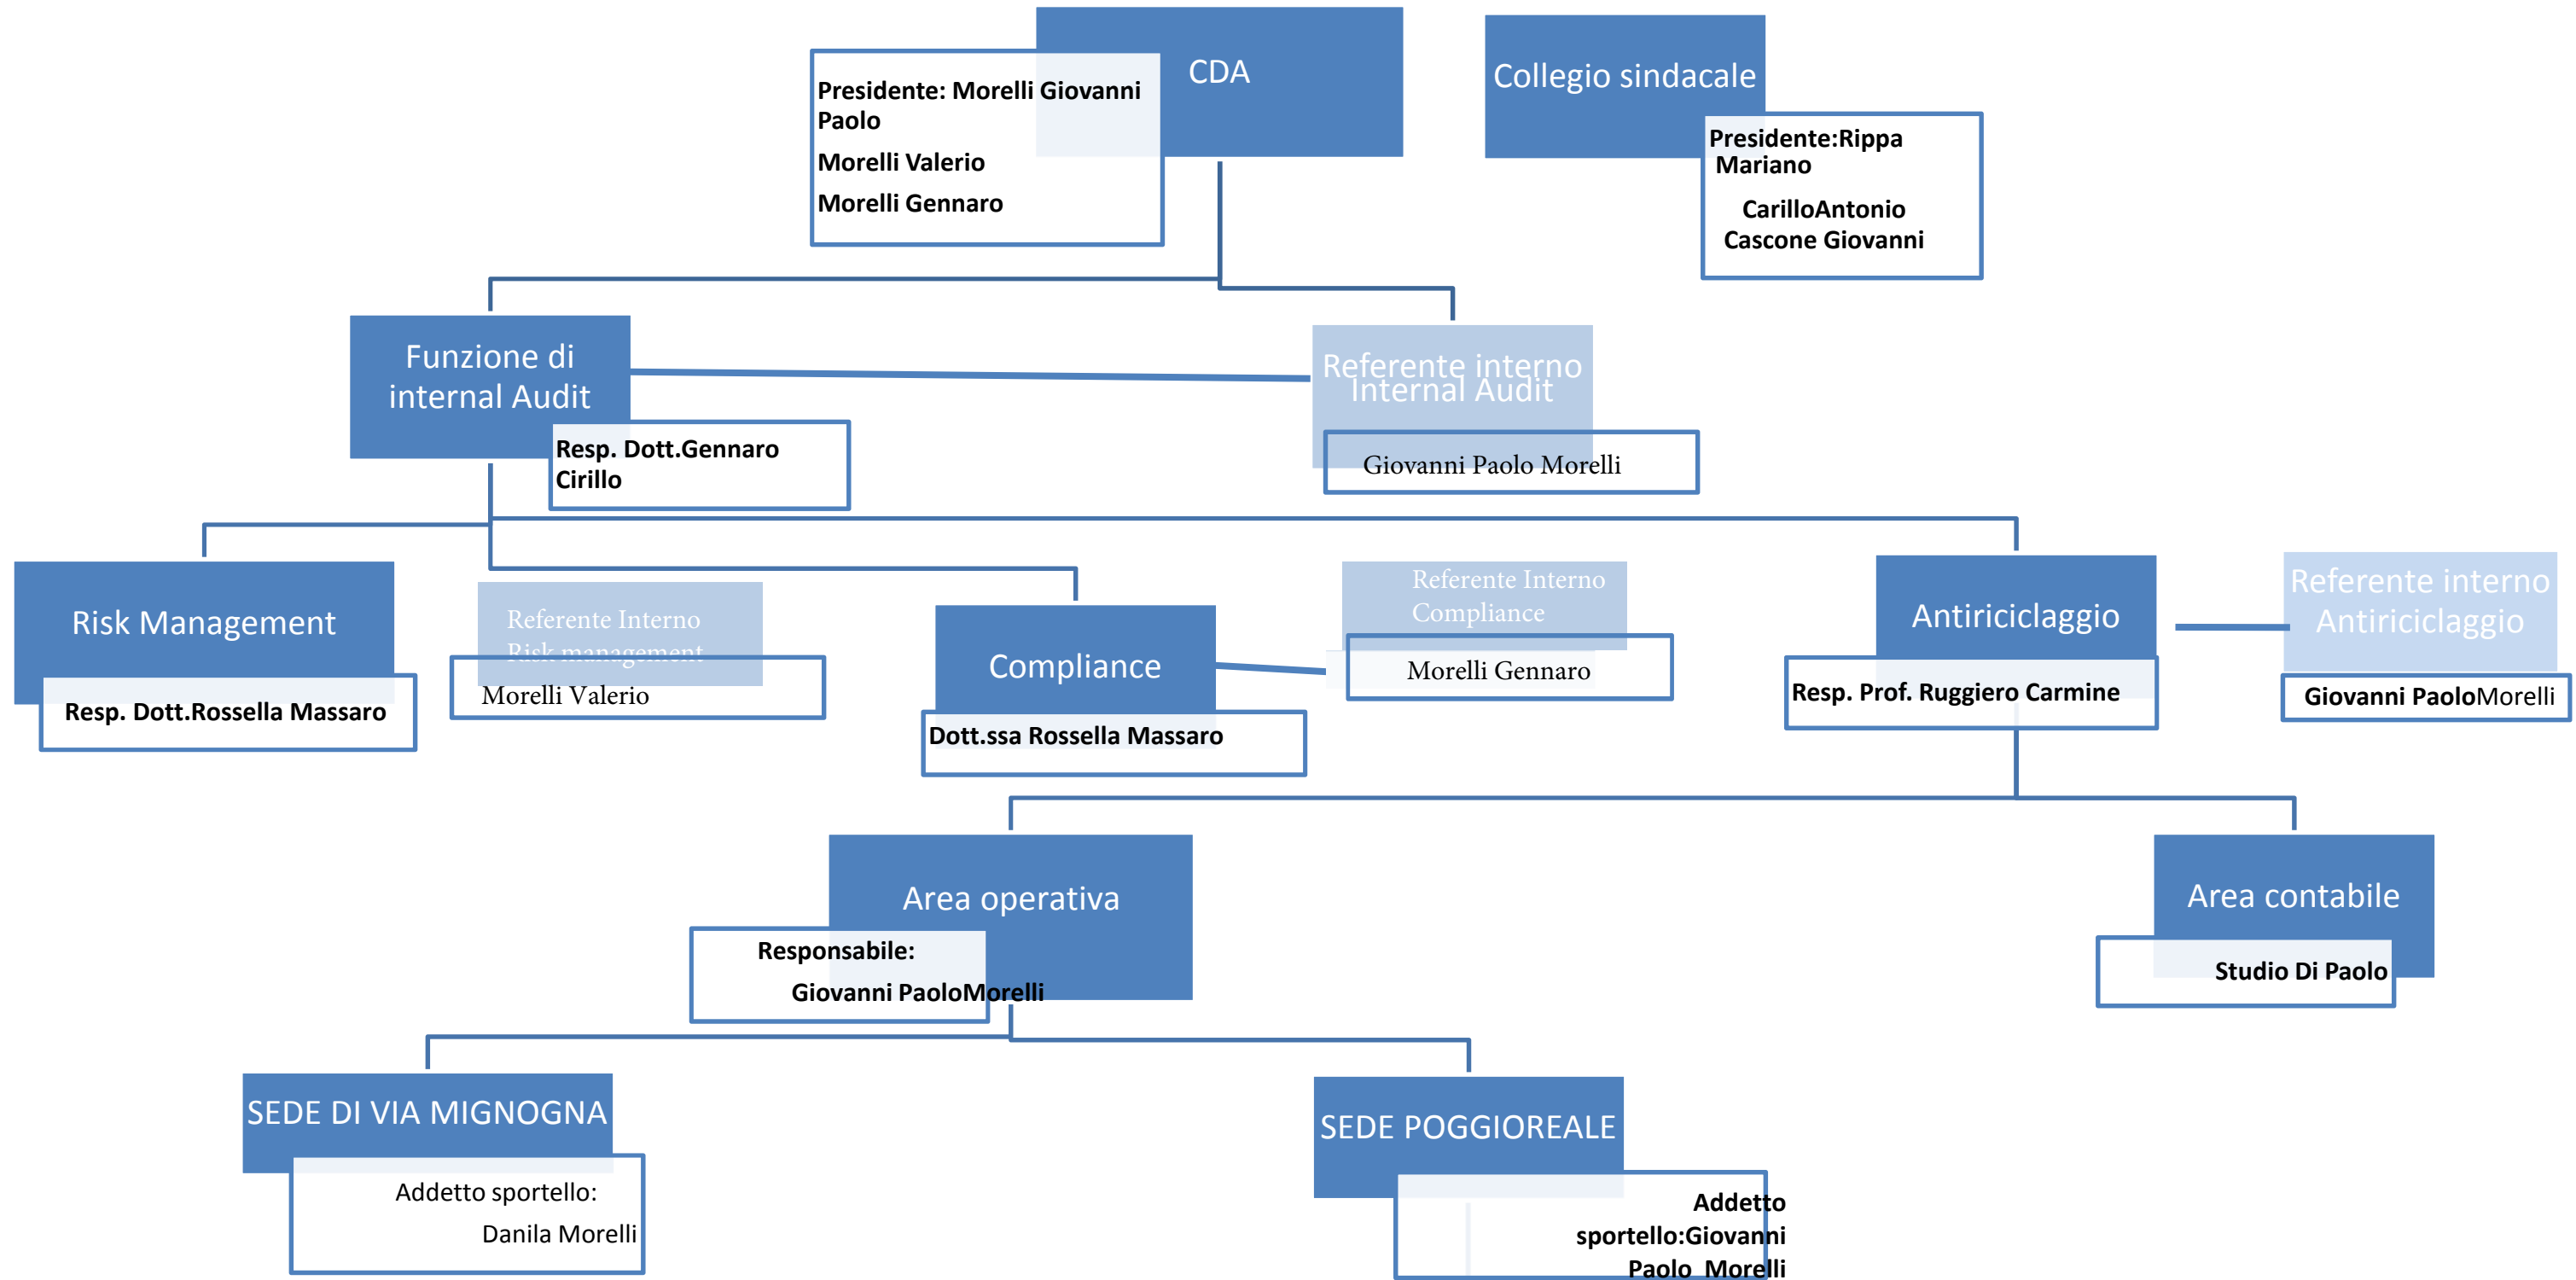 CDA
Presidente: Morelli Giovanni
Paolo
Morelli Valerio
Morelli Gennaro
Collegio sindacale
Presidente:Rippa
Mariano
CarilloAntonio
Cascone Giovanni
Funzione di
internal Audit
Resp. Dott.Gennaro
Cirillo
Referente interno
Internal Audit
Giovanni Paolo Morelli
Risk Management
Resp. Dott.Rossella Massaro
Referente Interno
Risk management
Morelli Valerio
Compliance
Dott.ssa Rossella Massaro
Referente Interno
Compliance
Morelli Gennaro
Antiriciclaggio
Resp. Prof. Ruggiero Carmine
Referente interno
Antiriciclaggio
Giovanni PaoloMorelli
Area operativa
Responsabile:
Giovanni PaoloMorelli
Area contabile
Studio Di Paolo
SEDE DI VIA MIGNOGNA
Addetto sportello:
Danila Morelli
SEDE POGGIOREALE
Addetto
sportello:Giovanni
Paolo Morelli